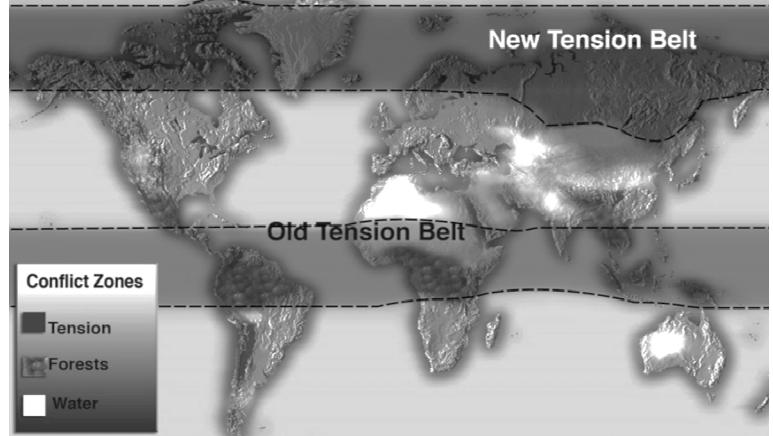 New Tension Belt
Old Tension Belt
Conflict Zones
Tension
Forests
Water